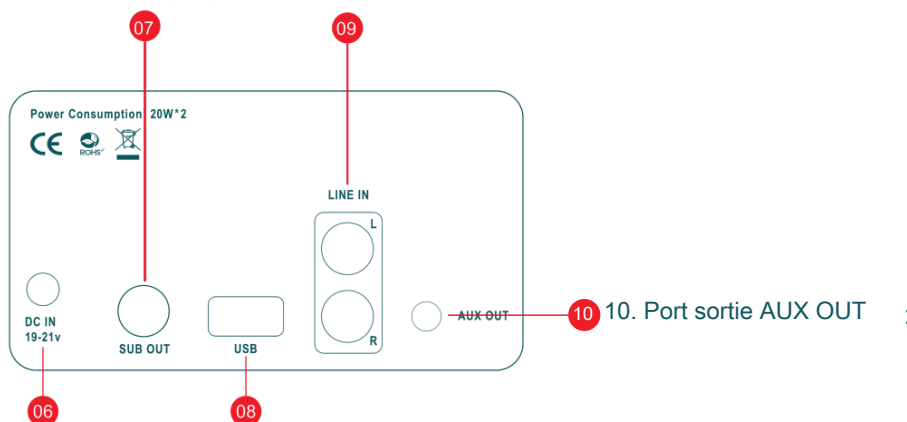 07
09
Power Consumption: 20W*2
CE
ROHS
LINE IN
L
R
DC IN
19-21v
SUB OUT
USB
AUX OUT
10
10. Port sortie AUX OUT
06
08